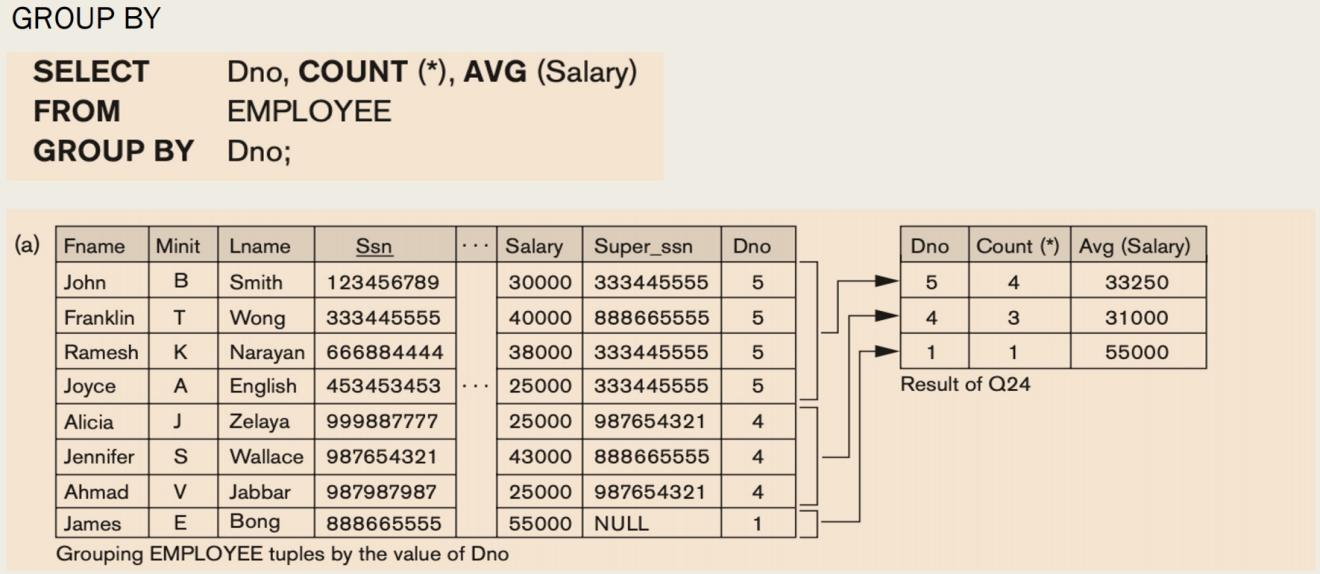 GROUP BY
SELECT Dno, COUNT (*), AVG (Salary)
FROM EMPLOYEE
GROUP BY Dno;
(a) Fname Minit Lname Ssn ... Salary Super_ssn Dno
John B Smith 123456789 30000 333445555 5
Franklin T Wong 333445555 40000 888665555 5
Ramesh K Narayan 666884444 38000 333445555 5
Joyce A English 453453453 ... 25000 333445555 5
Alicia J Zelaya 999887777 25000 987654321 4
Jennifer S Wallace 987654321 43000 888665555 4
Ahmad V Jabbar 987987987 25000 987654321 4
James E Bong 888665555 55000 NULL 1
Grouping EMPLOYEE tuples by the value of Dno
Dno Count (*) Avg (Salary)
5 4 33250
4 3 31000
1 1 55000
Result of Q24